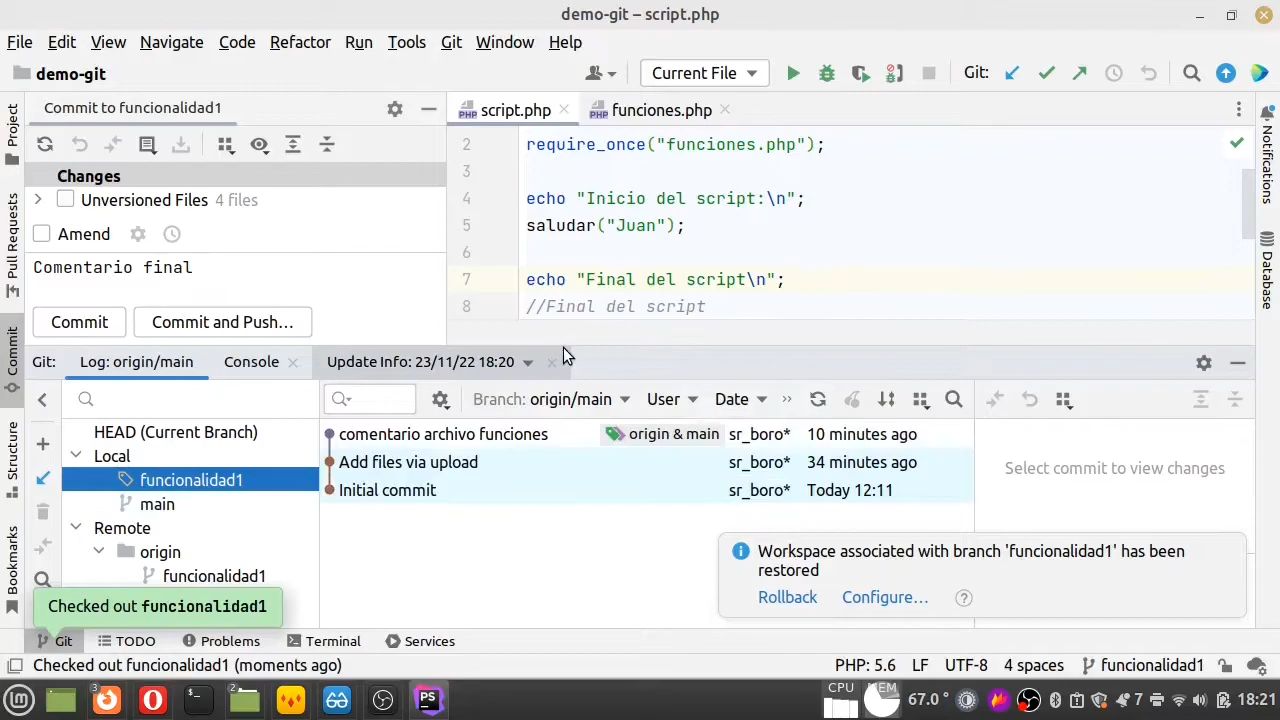 demo-git – script.php
File Edit View Navigate Code Refactor Run Tools Git Window Help
demo-git
Current File
Git:
Project
Pull Requests
Commit
Structure
Bookmarks
Commit to funcionalidad1
Changes
Unversioned Files 4 files
Amend
Comentario final
Commit
Commit and Push...
script.php
funciones.php
2 require_once("funciones.php");
3
4 echo "Inicio del script:\n";
5 saludar("Juan");
6
7 echo "Final del script\n";
8 //Final del script
Notifications
Database
Git: Log: origin/main Console Update Info: 23/11/22 18:20
HEAD (Current Branch)
Local
funcionalidad1
main
Remote
origin
funcionalidad1
Branch: origin/main User Date
comentario archivo funciones origin & main sr_boro* 10 minutes ago
Add files via upload sr_boro* 34 minutes ago
Initial commit sr_boro* Today 12:11
Select commit to view changes
Workspace associated with branch 'funcionalidad1' has been
restored
Rollback Configure... ?
Checked out funcionalidad1
Git TODO Problems Terminal Services
Checked out funcionalidad1 (moments ago)
PHP: 5.6 LF UTF-8 4 spaces funcionalidad1
3
2
PS
CPU MEM
67.0 °
7
18:21